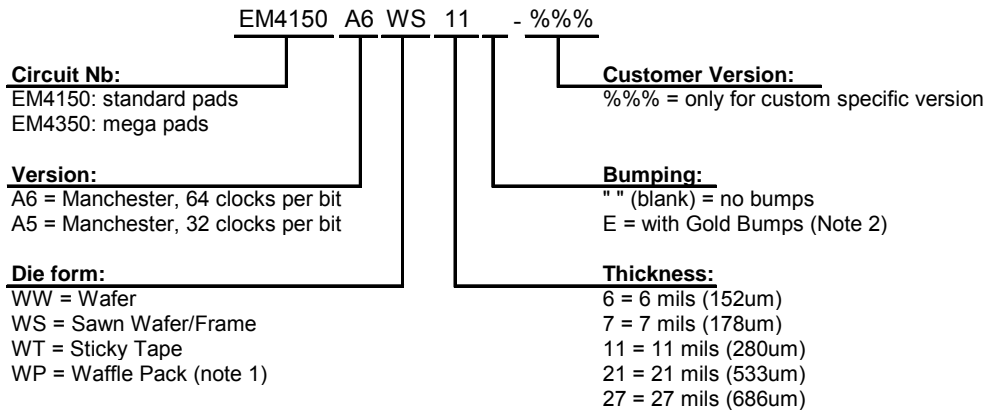 EM4150 A6 WS 11 - %%%
Circuit Nb:
EM4150: standard pads
EM4350: mega pads
Version:
A6 = Manchester, 64 clocks per bit
A5 = Manchester, 32 clocks per bit
Die form:
WW = Wafer
WS = Sawn Wafer/Frame
WT = Sticky Tape
WP = Waffle Pack (note 1)
Customer Version:
%%% = only for custom specific version
Bumping:
" " (blank) = no bumps
E = with Gold Bumps (Note 2)
Thickness:
6 = 6 mils (152um)
7 = 7 mils (178um)
11 = 11 mils (280um)
21 = 21 mils (533um)
27 = 27 mils (686um)